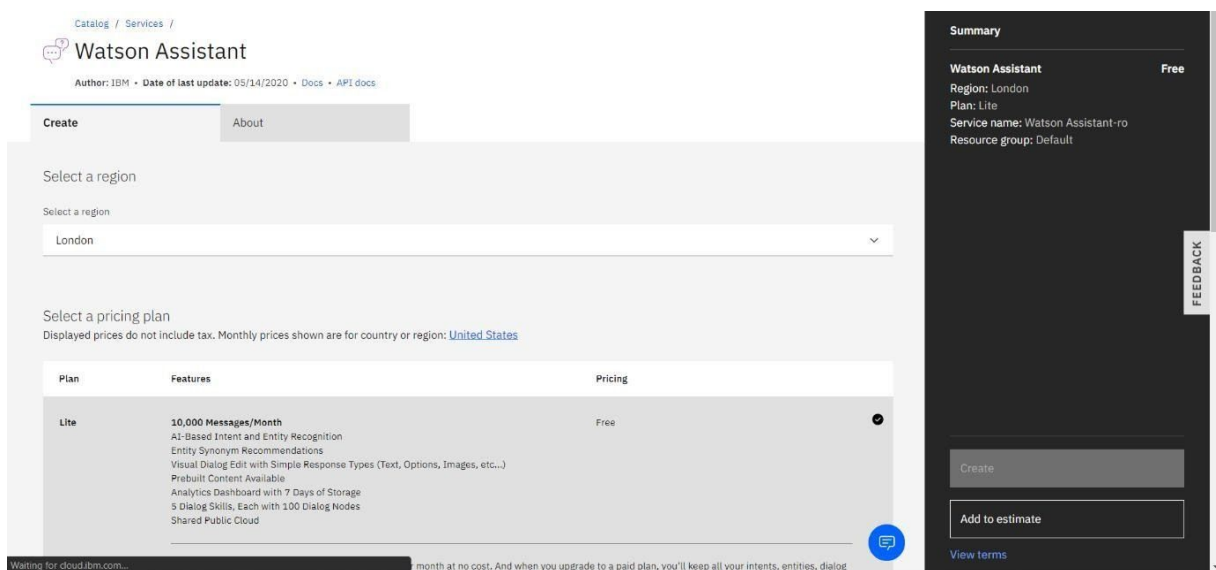 Catalog / Services /
Watson Assistant
Author: IBM • Date of last update: 05/14/2020 • Docs • API docs
Create
About
Select a region
Select a region
London
Select a pricing plan
Displayed prices do not include tax. Monthly prices shown are for country or region: United States
Plan
Features
Pricing
Lite
10,000 Messages/Month
AI-Based Intent and Entity Recognition
Entity Synonym Recommendations
Visual Dialog Edit with Simple Response Types (Text, Options, Images, etc...)
Prebuilt Content Available
Analytics Dashboard with 7 Days of Storage
5 Dialog Skills, Each with 100 Dialog Nodes
Shared Public Cloud
Free
month at no cost. And when you upgrade to a paid plan, you'll keep all your intents, entities, dialog
Waiting for cloud.ibm.com...
Summary
Watson Assistant
Free
Region: London
Plan: Lite
Service name: Watson Assistant-ro
Resource group: Default
FEEDBACK
Create
Add to estimate
View terms